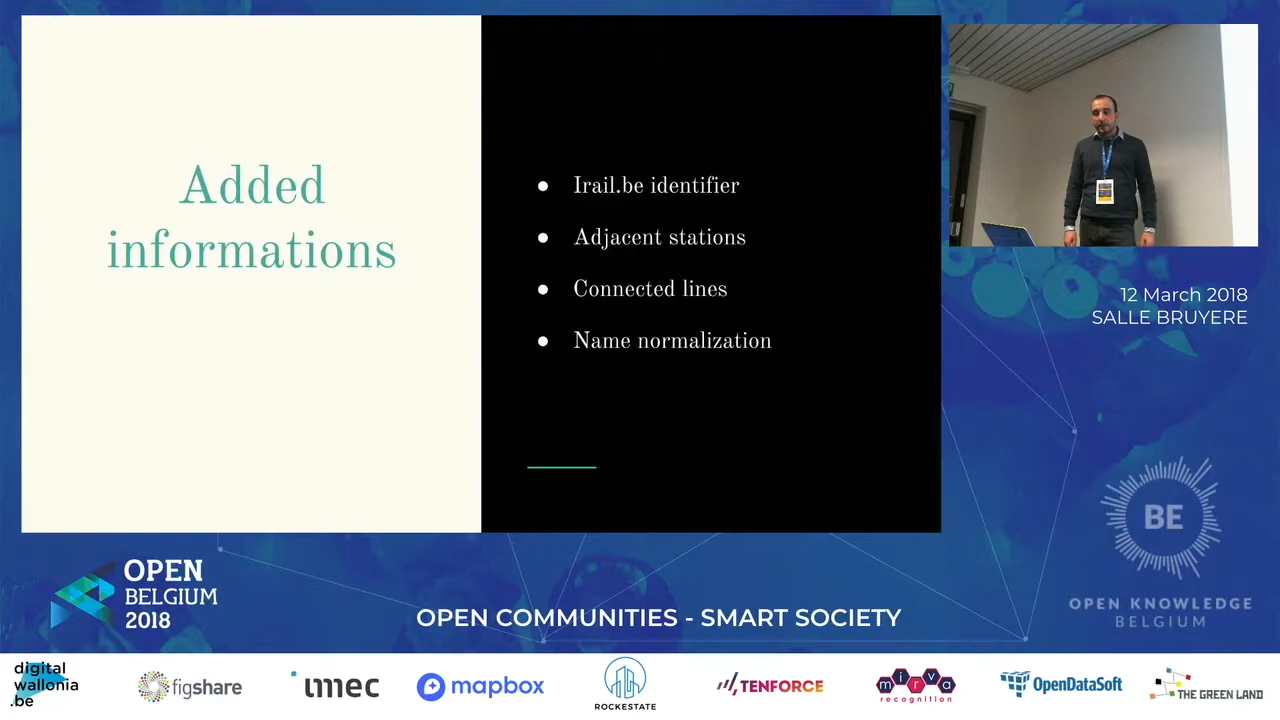 Added
informations
Irail.be identifier
Adjacent stations
Connected lines
Name normalization
12 March 2018
SALLE BRUYERE
BE
OPEN KNOWLEDGE
BELGIUM
OPEN
BELGIUM
2018
OPEN COMMUNITIES - SMART SOCIETY
digital
wallonia
.be
figshare
imec
mapbox
ROCKESTATE
TENFORCE
mirva
recognition
OpenDataSoft
THE GREEN LAND